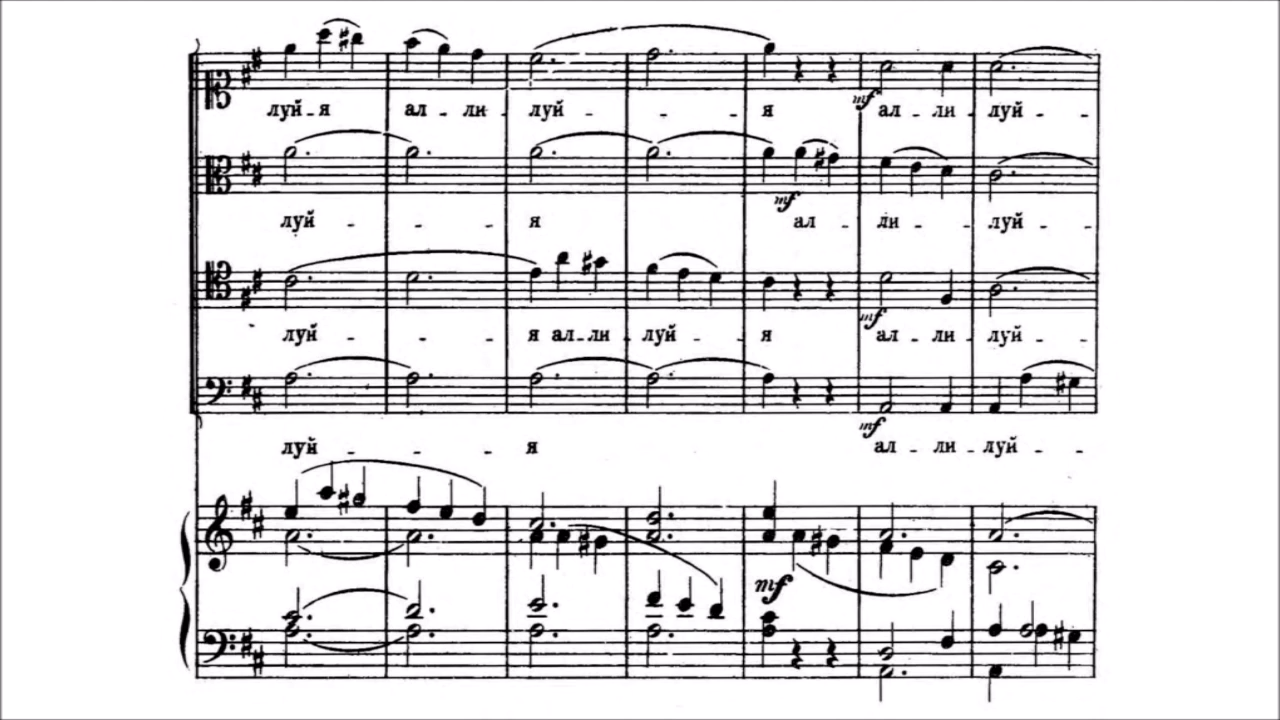 луй-я ал-ли-луй - - - я mf ал-ли-луй - -
луй - - - я mf ал - ли - луй - -
луй - - - я ал-ли-луй - я mf ал-ли-луй - -
луй - - - я mf ал-ли-луй - -
mf